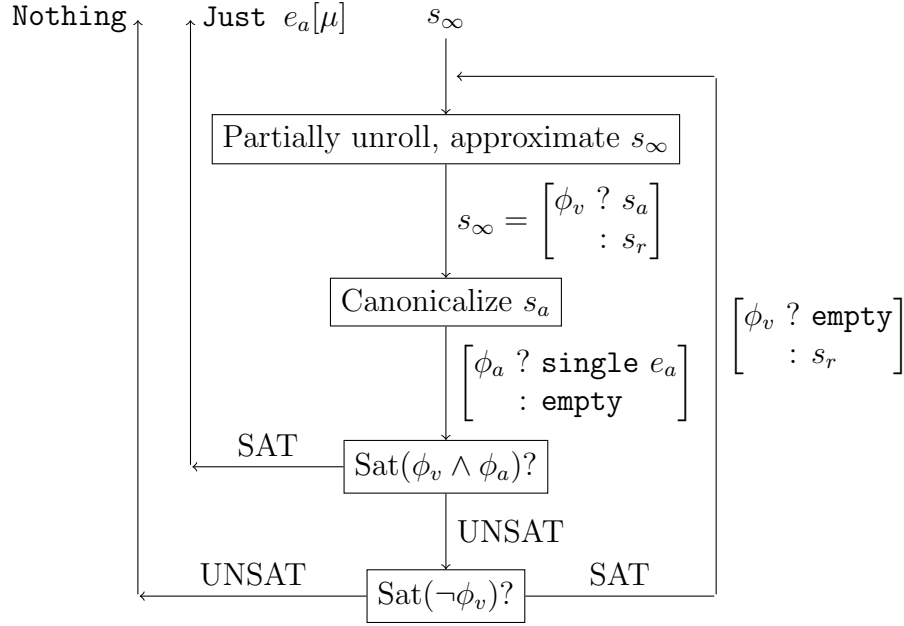 Nothing
Just e_a[μ]
s_∞
Partially unroll, approximate s_∞
s_∞ = [ϕ_v ? s_a
: s_r]
Canonicalize s_a
[ϕ_v ? empty
: s_r]
[ϕ_a ? single e_a
: empty]
SAT
Sat(ϕ_v ∧ ϕ_a)?
UNSAT
UNSAT
Sat(¬ϕ_v)?
SAT